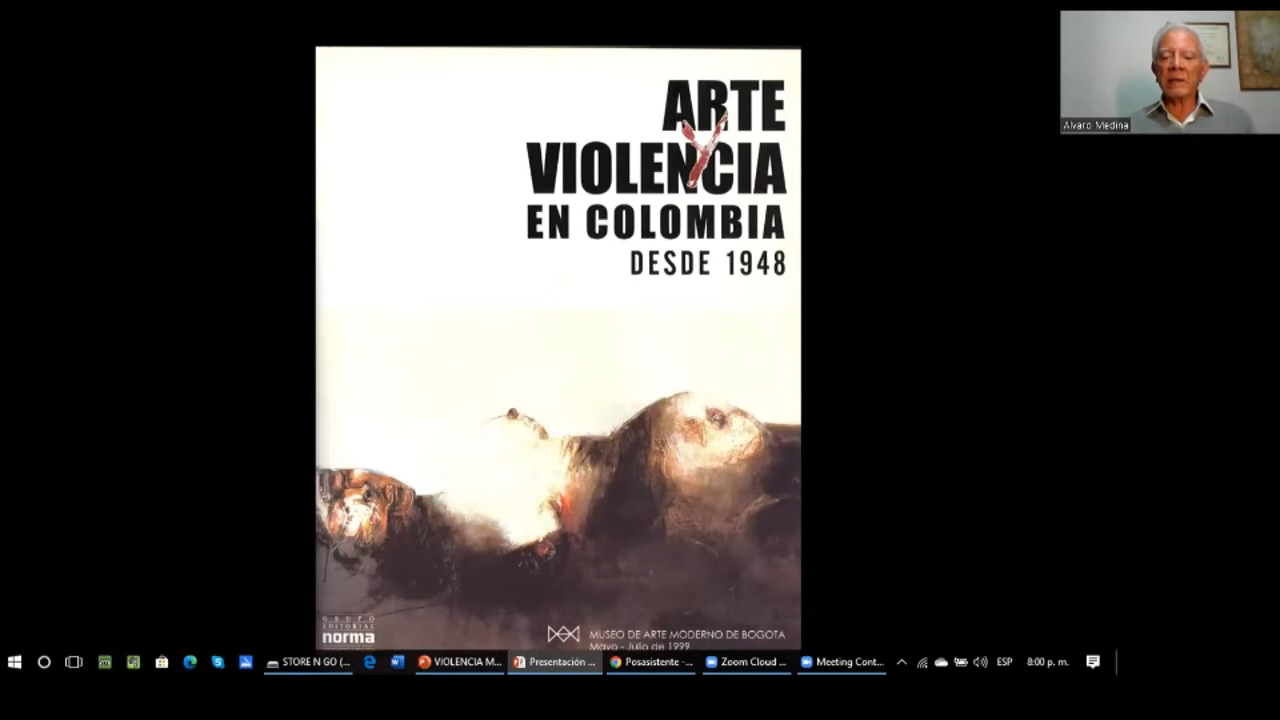 ARTE
Y
VIOLENCIA
EN COLOMBIA
DESDE 1948
GRUPO
EDITORIAL
norma
MUSEO DE ARTE MODERNO DE BOGOTA
Mayo - Julio de 1999
Alvaro Medina
STORE N GO (... VIOLENCIA M... Presentación ... Posasistente -... Zoom Cloud ... Meeting Cont... ESP 8:00 p. m.